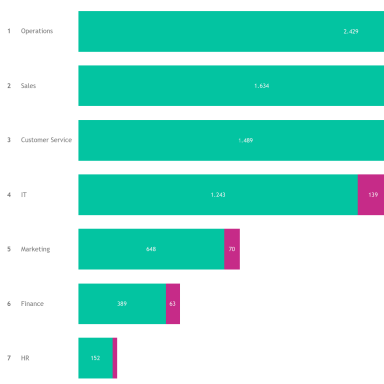 1 Operations 2.429
2 Sales 1.634
3 Customer Service 1.489
4 IT 1.243 139
5 Marketing 648 70
6 Finance 389 63
7 HR 152